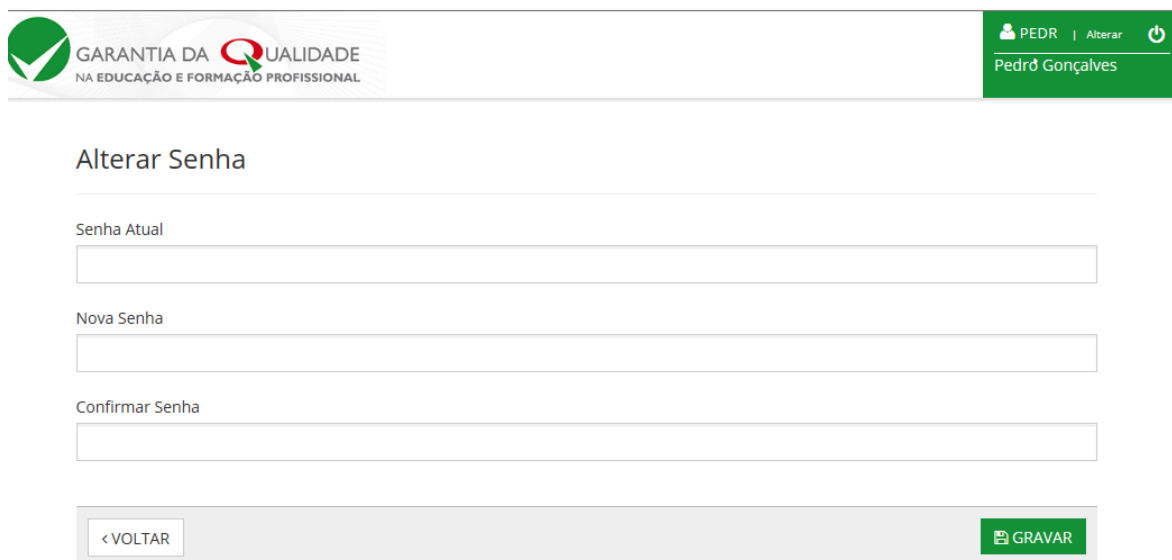 GARANTIA DA QUALIDADE
NA EDUCAÇÃO E FORMAÇÃO PROFISSIONAL
PEDR | Alterar
Pedro Gonçalves
Alterar Senha
Senha Atual
Nova Senha
Confirmar Senha
< VOLTAR
GRAVAR